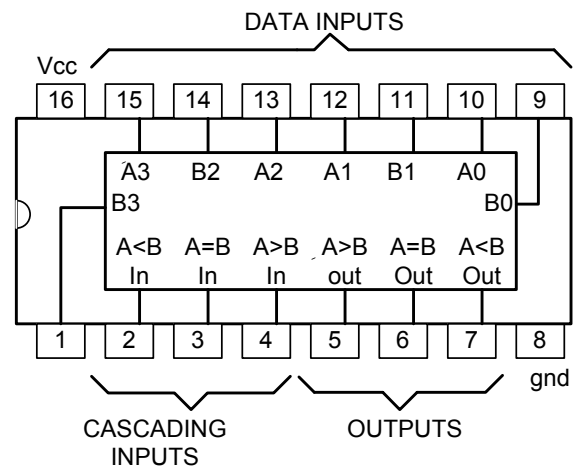 DATA INPUTS
Vcc
16 15 14 13 12 11 10 9
A3 B2 A2 A1 B1 A0
B3 B0
A<B A=B A>B A>B A=B A<B
In In In out Out Out
1 2 3 4 5 6 7 8
gnd
CASCADING OUTPUTS
INPUTS